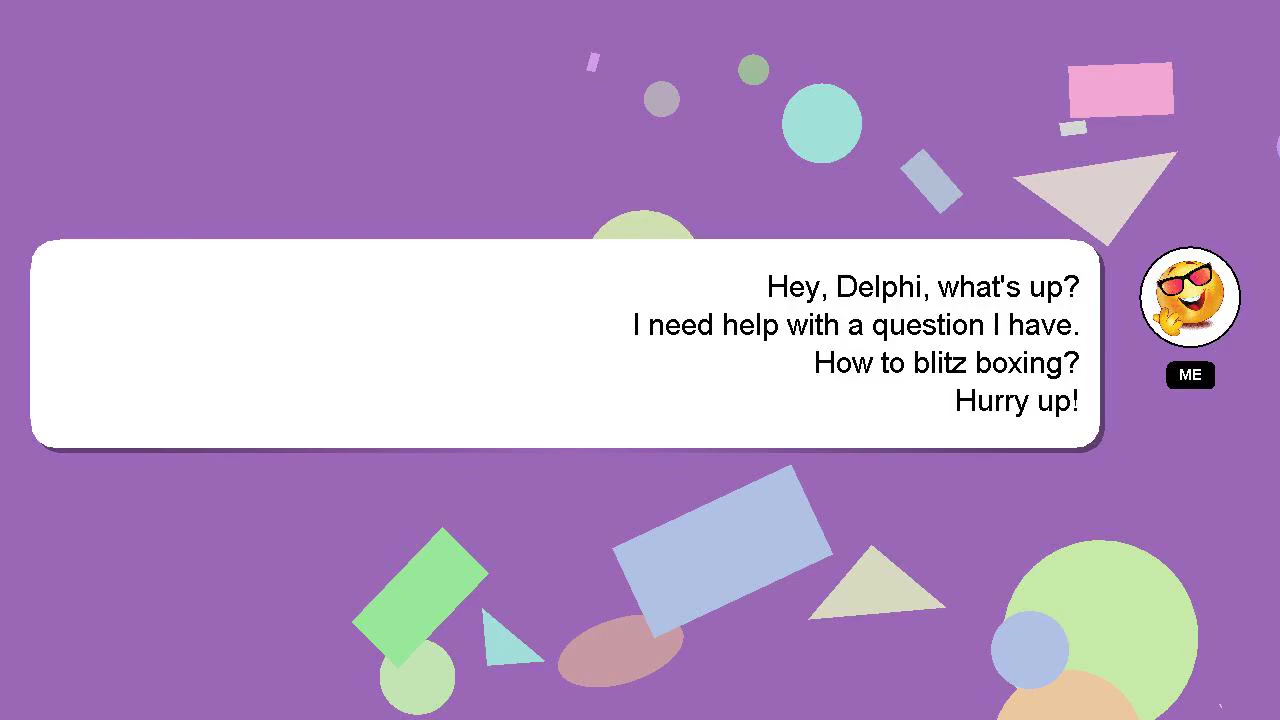 Hey, Delphi, what's up?
I need help with a question I have.
How to blitz boxing?
Hurry up!
ME